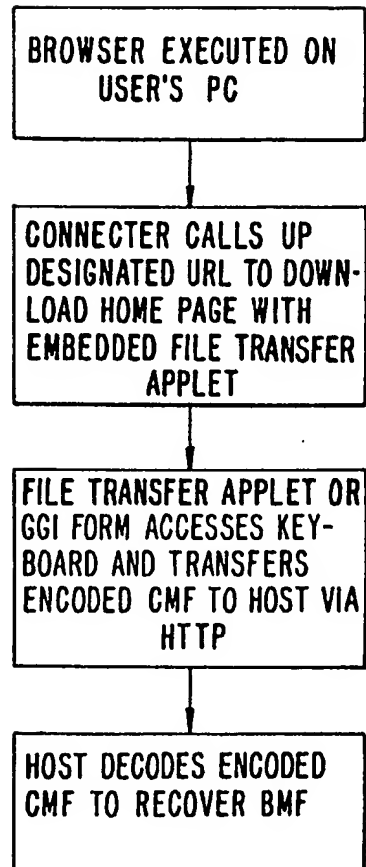 BROWSER EXECUTED ON
USER'S PC
CONNECTER CALLS UP
DESIGNATED URL TO DOWN-
LOAD HOME PAGE WITH
EMBEDDED FILE TRANSFER
APPLET
FILE TRANSFER APPLET OR
GGI FORM ACCESSES KEY-
BOARD AND TRANSFERS
ENCODED CMF TO HOST VIA
HTTP
HOST DECODES ENCODED
CMF TO RECOVER BMF